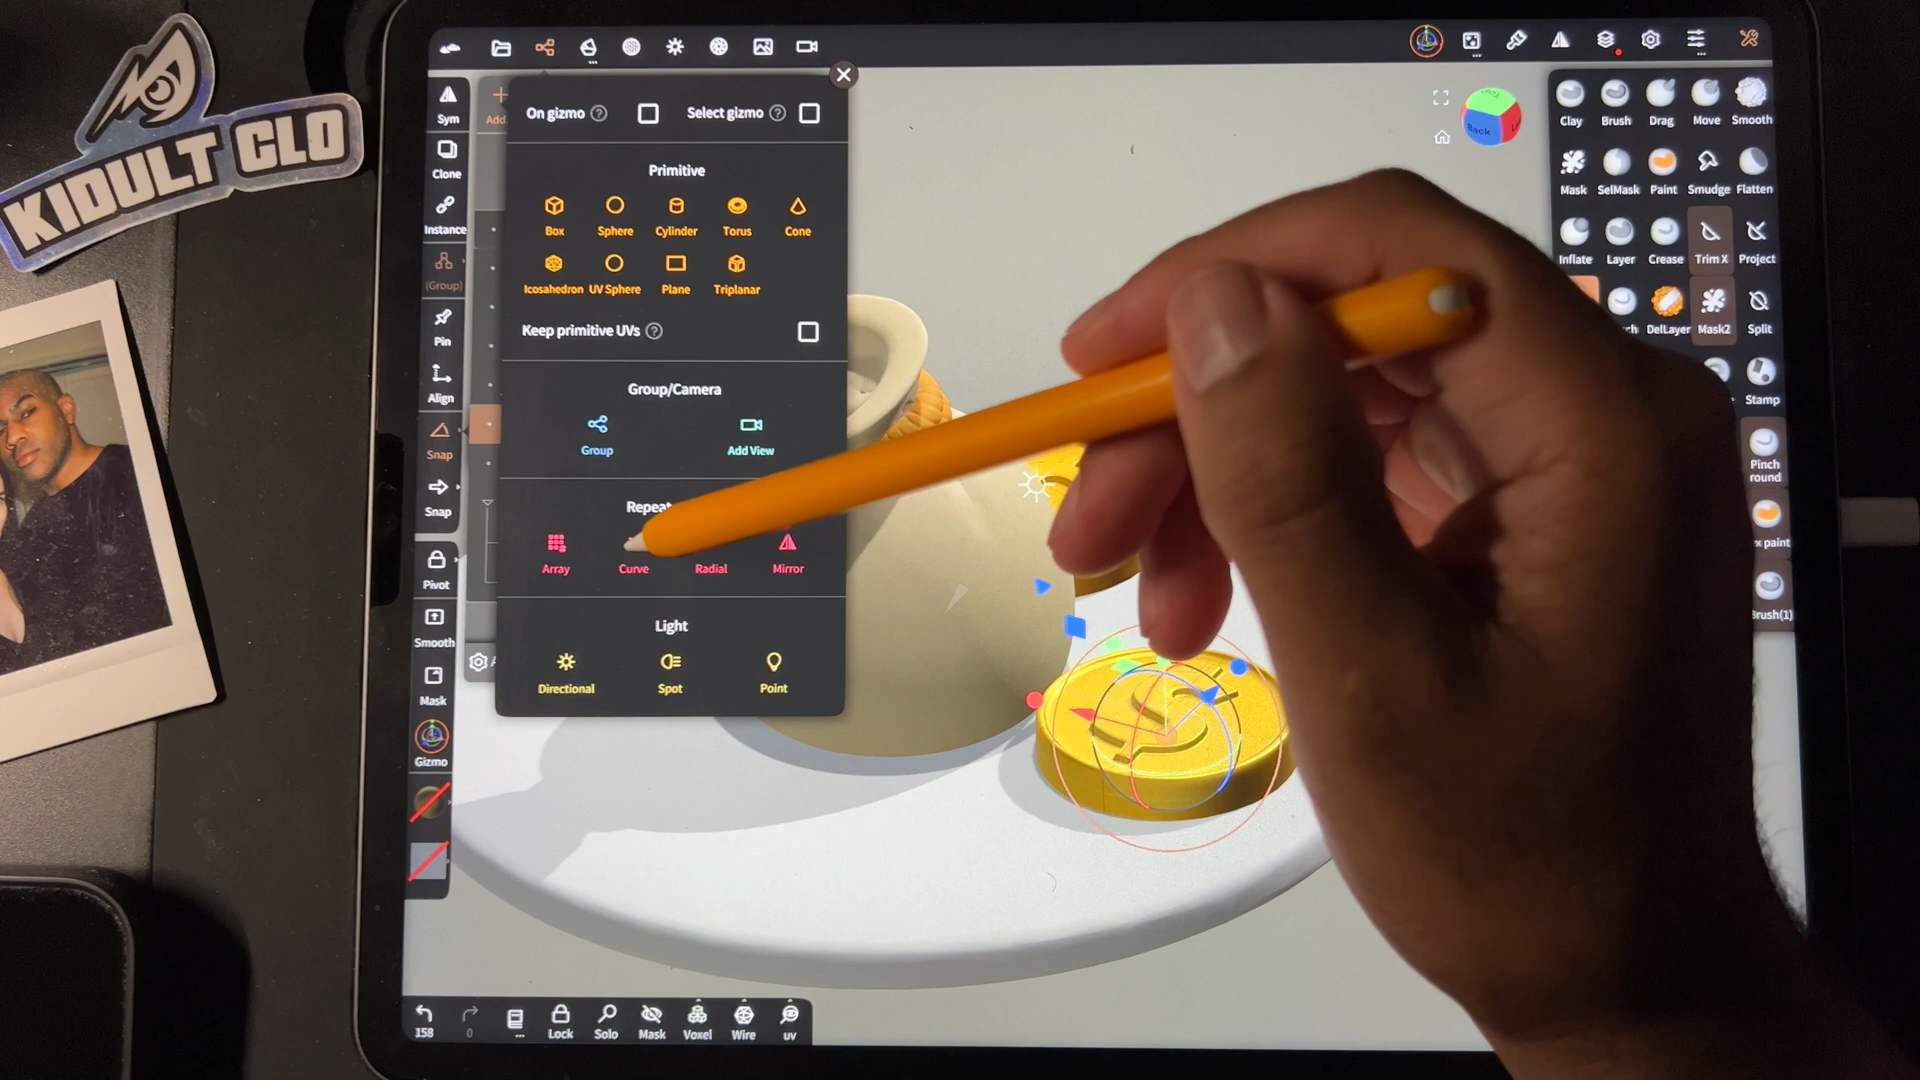 KIDULT CLO
Sym
Clone
Instance
(Group)
Pin
Align
Snap
Snap
Pivot
Smooth
Mask
Gizmo
Add
On gizmo ? Select gizmo ?
Primitive
Box Sphere Cylinder Torus Cone
Icosahedron UV Sphere Plane Triplanar
Keep primitive UVs ?
Group/Camera
Group Add View
Repeat
Array Curve Radial Mirror
Light
Directional Spot Point
Top
Back
Clay Brush Drag Move Smooth
Mask SelMask Paint Smudge Flatten
Inflate Layer Crease Trim X Project
DelLayer Mask2 Split
Stamp
Pinch
round
paint
Brush(1)
158 0 ... Lock Solo Mask Voxel Wire uv